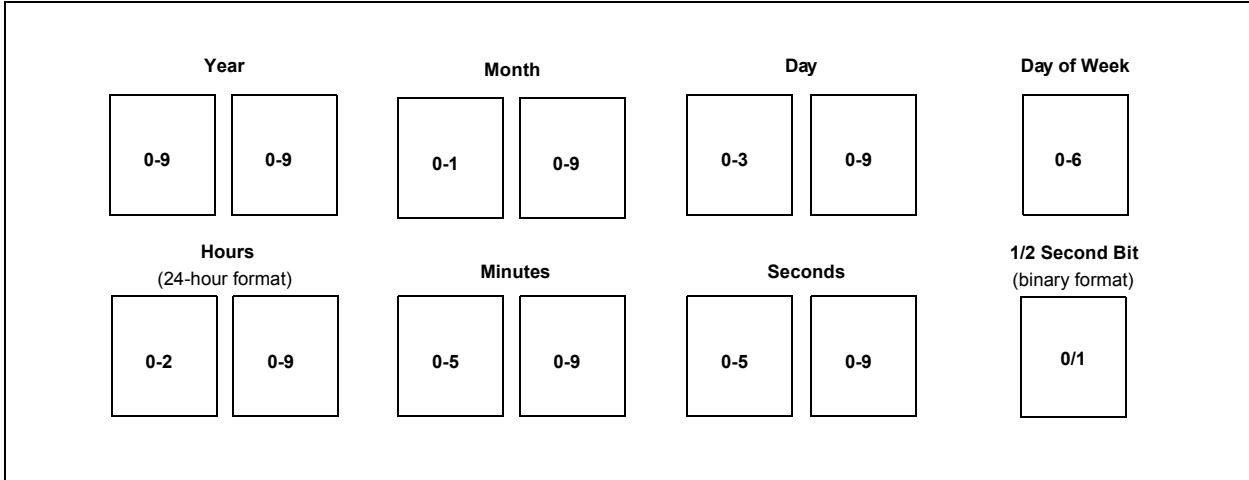 Year
Month
Day
Day of Week
0-9
0-9
0-1
0-9
0-3
0-9
0-6
Hours
(24-hour format)
Minutes
Seconds
1/2 Second Bit
(binary format)
0-2
0-9
0-5
0-9
0-5
0-9
0/1